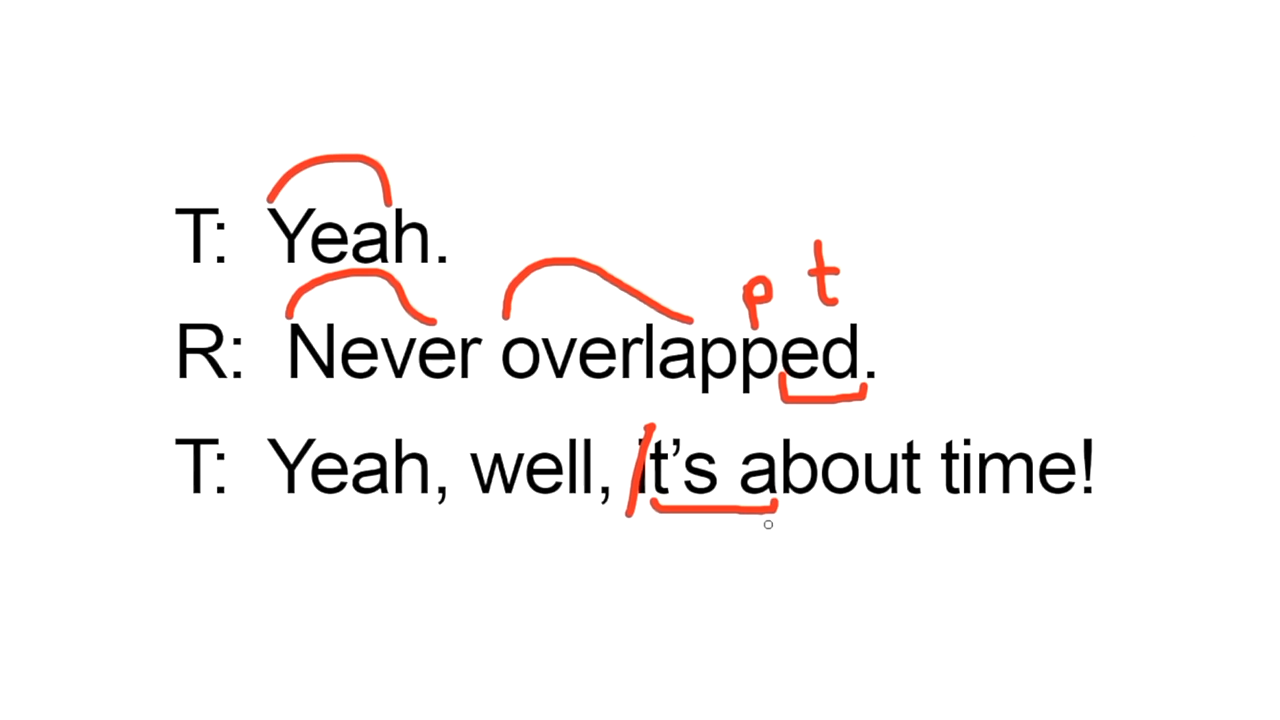 T: Yeah.
p t
R: Never overlapped.
T: Yeah, well, it's about time!